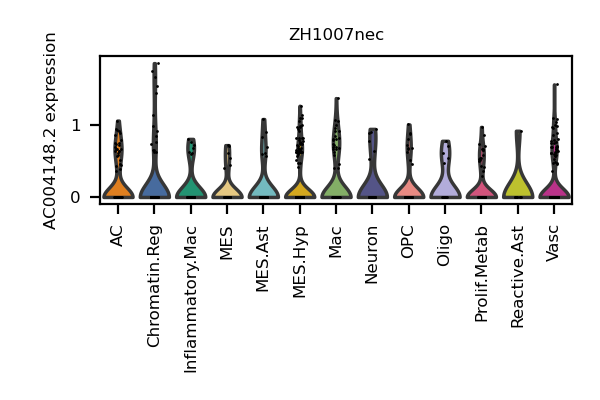 ZH1007nec
AC004148.2 expression
1
0
AC
Chromatin.Reg
Inflammatory.Mac
MES
MES.Ast
MES.Hyp
Mac
Neuron
OPC
Oligo
Prolif.Metab
Reactive.Ast
Vasc